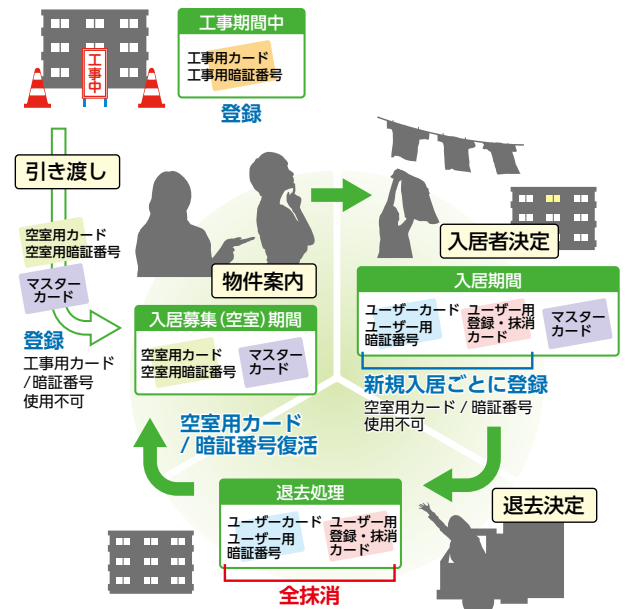 工事期間中
工事用カード
工事用暗証番号
登録
工事中
引き渡し
空室用カード
空室用暗証番号
マスター
カード
登録
工事用カード
/暗証番号
使用不可
物件案内
入居募集（空室）期間
空室用カード
空室用暗証番号
マスター
カード
入居者決定
入居期間
ユーザーカード
ユーザー用
暗証番号
ユーザー用
登録・抹消
カード
マスター
カード
新規入居ごとに登録
空室用カード / 暗証番号
使用不可
空室用カード
/ 暗証番号復活
退去決定
退去処理
ユーザーカード
ユーザー用
暗証番号
ユーザー用
登録・抹消
カード
全抹消